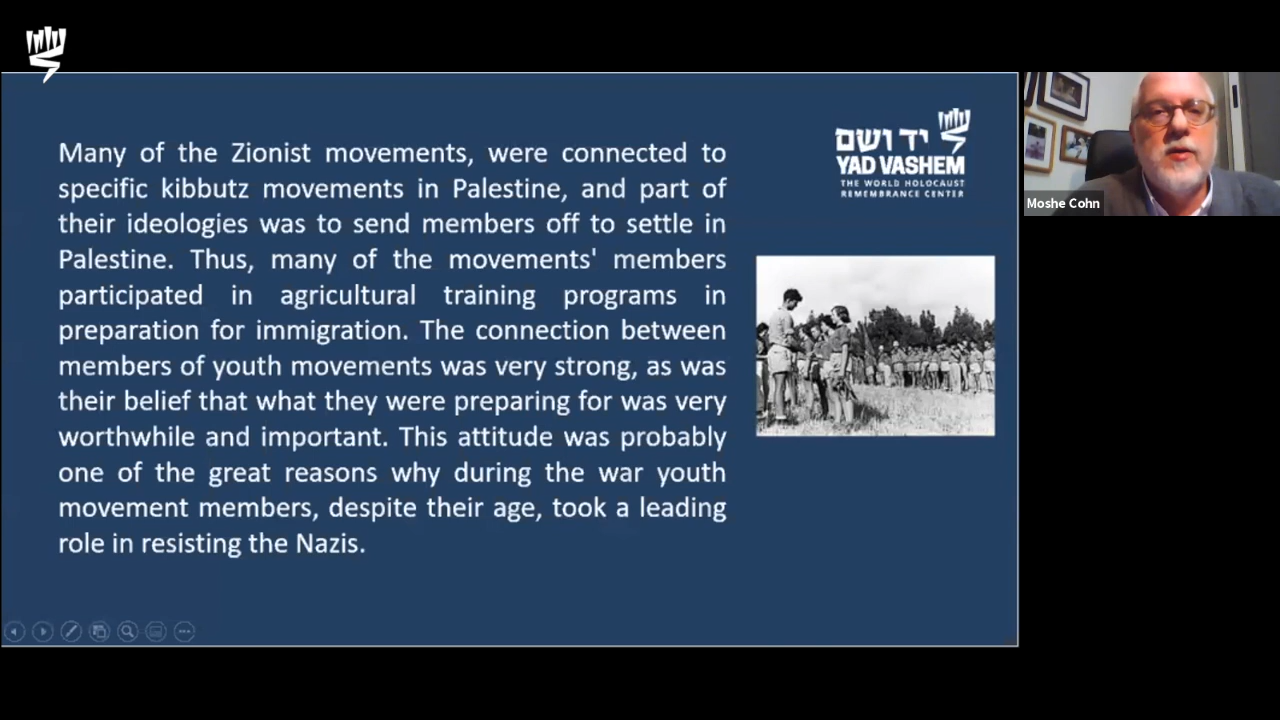 Many of the Zionist movements, were connected to
specific kibbutz movements in Palestine, and part of
their ideologies was to send members off to settle in
Palestine. Thus, many of the movements' members
participated in agricultural training programs in
preparation for immigration. The connection between
members of youth movements was very strong, as was
their belief that what they were preparing for was very
worthwhile and important. This attitude was probably
one of the great reasons why during the war youth
movement members, despite their age, took a leading
role in resisting the Nazis.
יד ושם
YAD VASHEM
THE WORLD HOLOCAUST
REMEMBRANCE CENTER
Moshe Cohn